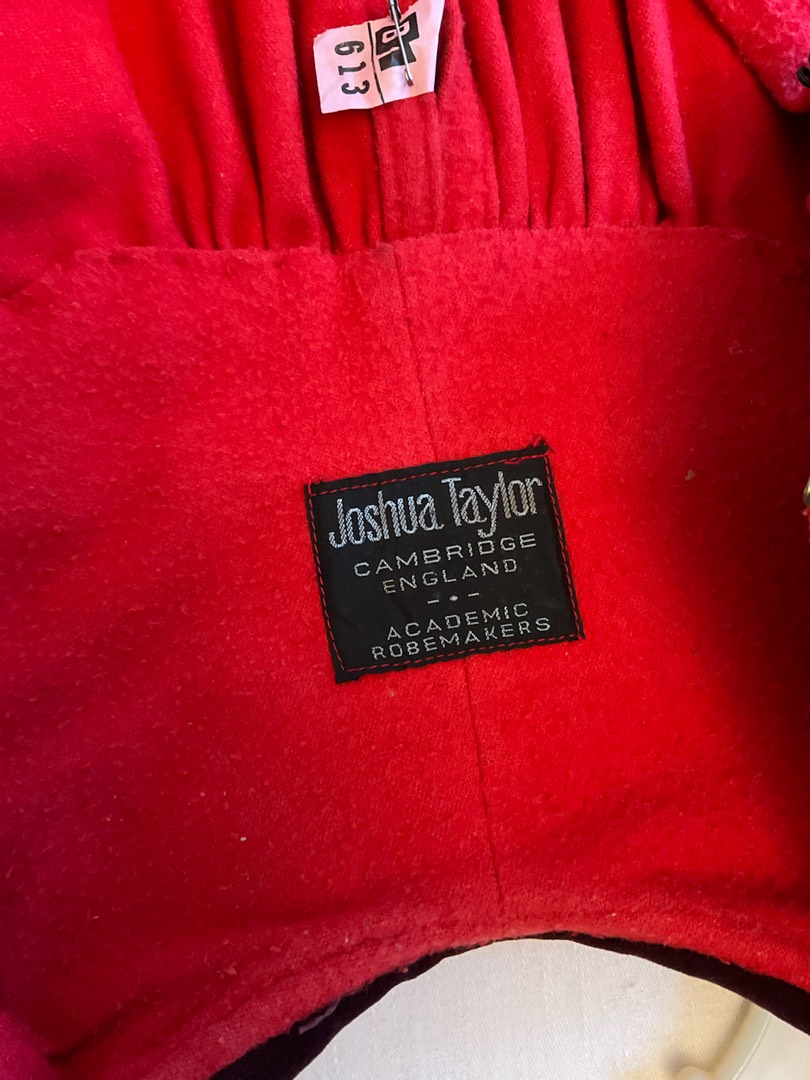 613
Joshua Taylor
CAMBRIDGE
ENGLAND
ACADEMIC
ROBEMAKERS